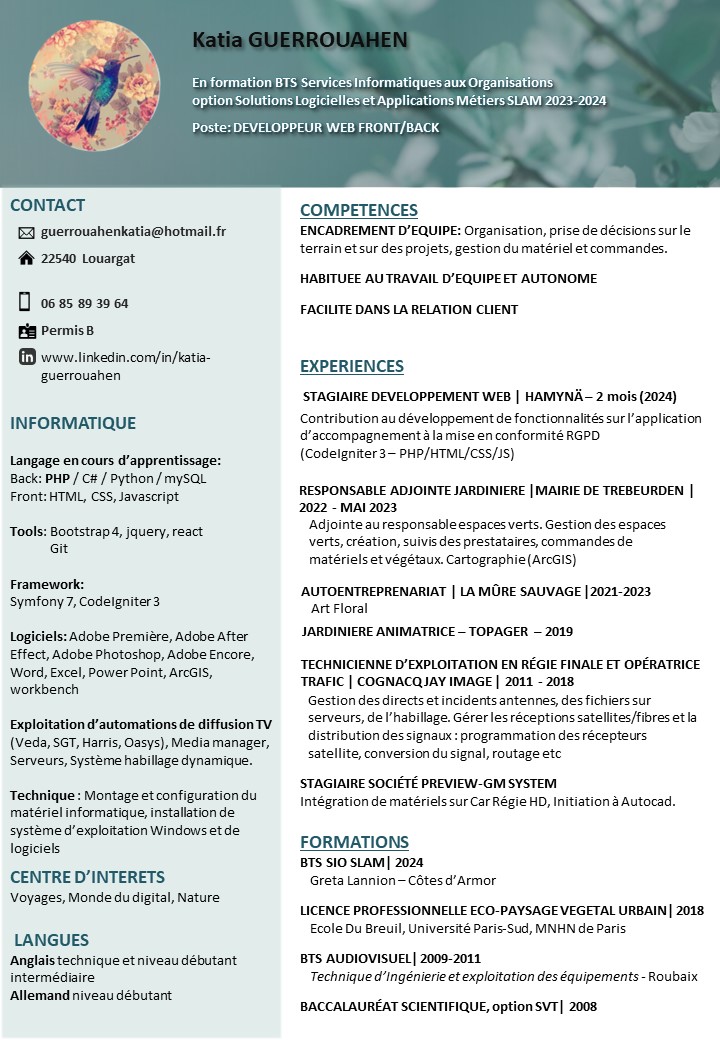 Katia GUERROUAHEN
En formation BTS Services Informatiques aux Organisations
option Solutions Logicielles et Applications Métiers SLAM 2023-2024
Poste: DEVELOPPEUR WEB FRONT/BACK
CONTACT
guerrouahenkatia@hotmail.fr
22540 Louargat
06 85 89 39 64
Permis B
in www.linkedin.com/in/katia-
guerrouahen
INFORMATIQUE
Langage en cours d'apprentissage:
Back: PHP / C# / Python / mySQL
Front: HTML, CSS, Javascript
Tools: Bootstrap 4, jquery, react
Git
Framework:
Symfony 7, CodeIgniter 3
Logiciels: Adobe Première, Adobe After
Effect, Adobe Photoshop, Adobe Encore,
Word, Excel, Power Point, ArcGIS,
workbench
Exploitation d'automations de diffusion TV
(Veda, SGT, Harris, Oasys), Media manager,
Serveurs, Système habillage dynamique.
Technique : Montage et configuration du
matériel informatique, installation de
système d'exploitation Windows et de
logiciels
CENTRE D'INTERETS
Voyages, Monde du digital, Nature
LANGUES
Anglais technique et niveau débutant
intermédiaire
Allemand niveau débutant
COMPETENCES
ENCADREMENT D'EQUIPE: Organisation, prise de décisions sur le
terrain et sur des projets, gestion du matériel et commandes.
HABITUEE AU TRAVAIL D'EQUIPE ET AUTONOME
FACILITE DANS LA RELATION CLIENT
EXPERIENCES
STAGIAIRE DEVELOPPEMENT WEB | HAMYNÄ – 2 mois (2024)
Contribution au développement de fonctionnalités sur l'application
d'accompagnement à la mise en conformité RGPD
(CodeIgniter 3 – PHP/HTML/CSS/JS)
RESPONSABLE ADJOINTE JARDINIERE |MAIRIE DE TREBEURDEN |
2022 - MAI 2023
Adjointe au responsable espaces verts. Gestion des espaces
verts, création, suivis des prestataires, commandes de
matériels et végétaux. Cartographie (ArcGIS)
AUTOENTREPRENARIAT | LA MÛRE SAUVAGE |2021-2023
Art Floral
JARDINIERE ANIMATRICE – TOPAGER – 2019
TECHNICIENNE D'EXPLOITATION EN RÉGIE FINALE ET OPÉRATRICE
TRAFIC | COGNACQ JAY IMAGE | 2011 - 2018
Gestion des directs et incidents antennes, des fichiers sur
serveurs, de l'habillage. Gérer les réceptions satellites/fibres et la
distribution des signaux : programmation des récepteurs
satellite, conversion du signal, routage etc
STAGIAIRE SOCIÉTÉ PREVIEW-GM SYSTEM
Intégration de matériels sur Car Régie HD, Initiation à Autocad.
FORMATIONS
BTS SIO SLAM| 2024
Greta Lannion – Côtes d'Armor
LICENCE PROFESSIONNELLE ECO-PAYSAGE VEGETAL URBAIN| 2018
Ecole Du Breuil, Université Paris-Sud, MNHN de Paris
BTS AUDIOVISUEL| 2009-2011
Technique d'Ingénierie et exploitation des équipements - Roubaix
BACCALAURÉAT SCIENTIFIQUE, option SVT| 2008